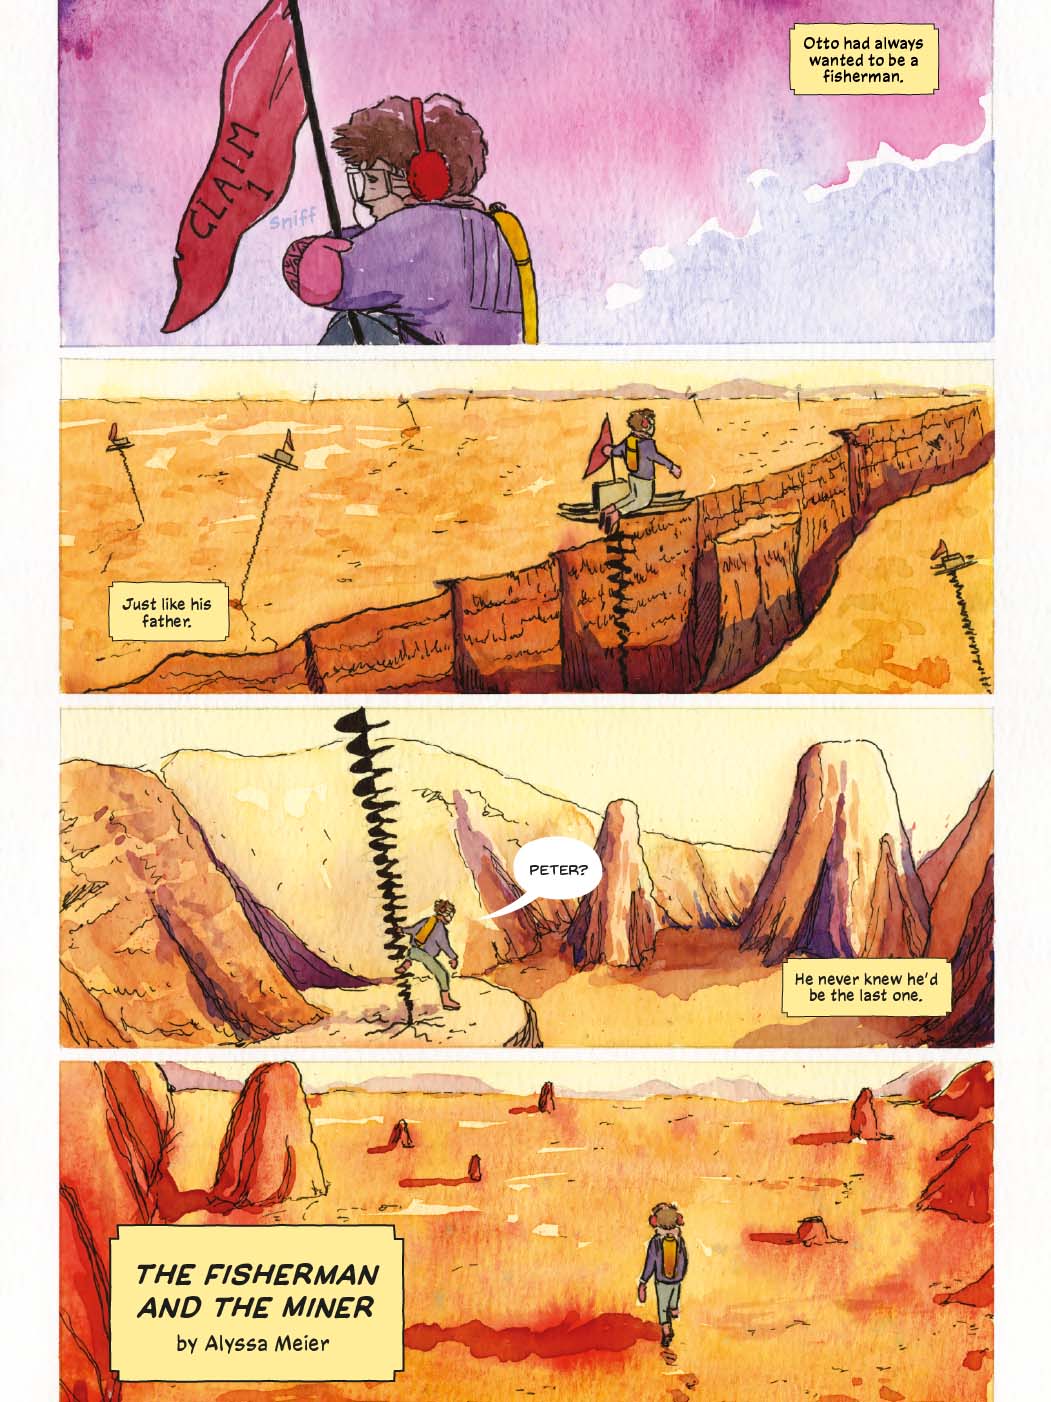 Otto had always
wanted to be a
fisherman.
CLAIM
1
sniff
Just like his
father.
PETER?
He never knew he'd
be the last one.
THE FISHERMAN
AND THE MINER
by Alyssa Meier